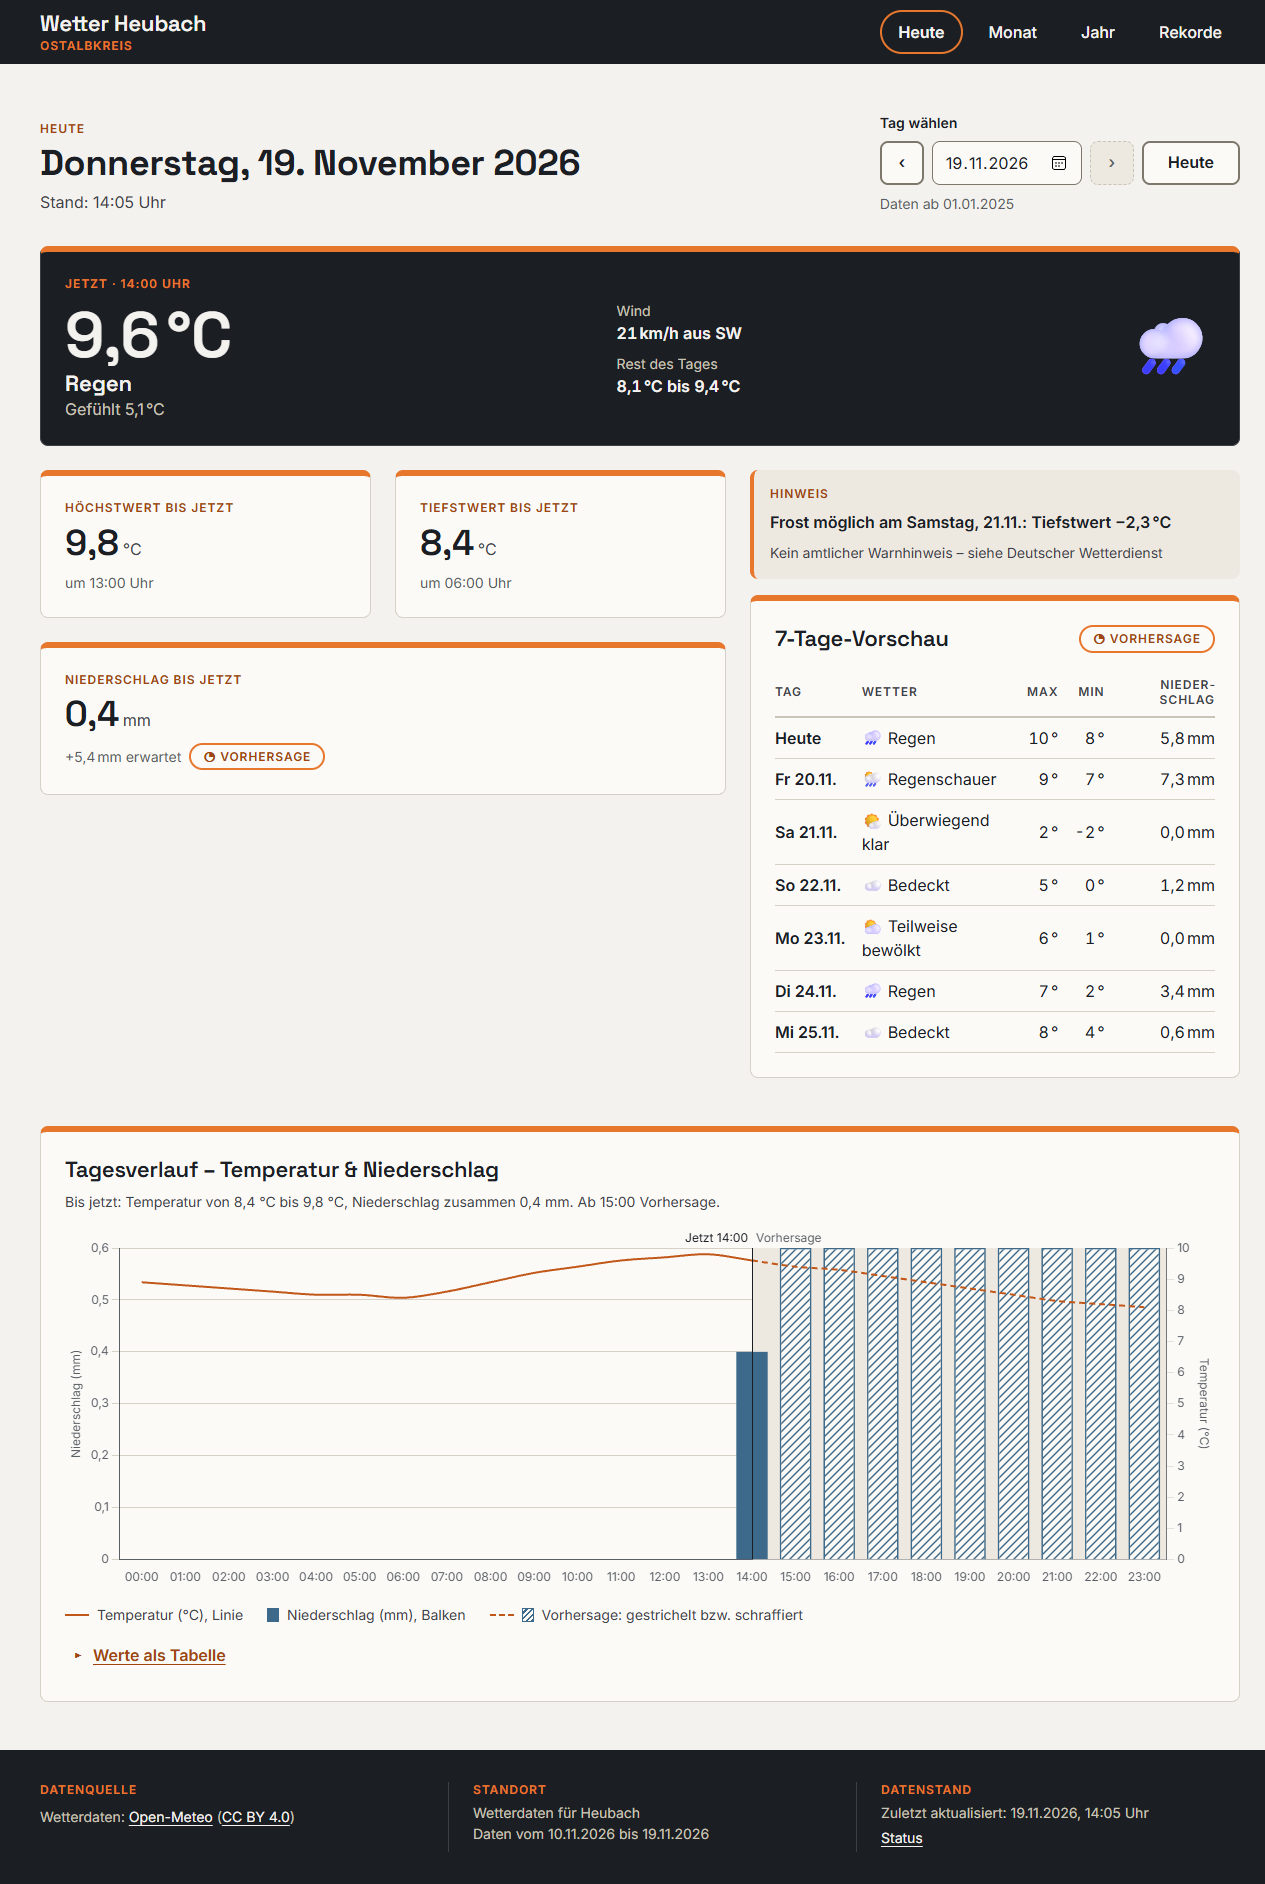 Wetter Heubach
OSTALBKREIS
Heute Monat Jahr Rekorde
HEUTE
Donnerstag, 19. November 2026
Stand: 14:05 Uhr
Tag wählen
‹ 19.11.2026 › Heute
Daten ab 01.01.2025
JETZT · 14:00 UHR
9,6 °C
Regen
Gefühlt 5,1 °C
Wind
21 km/h aus SW
Rest des Tages
8,1 °C bis 9,4 °C
HÖCHSTWERT BIS JETZT
9,8 °C
um 13:00 Uhr
TIEFSTWERT BIS JETZT
8,4 °C
um 06:00 Uhr
NIEDERSCHLAG BIS JETZT
0,4 mm
+5,4 mm erwartet VORHERSAGE
HINWEIS
Frost möglich am Samstag, 21.11.: Tiefstwert −2,3 °C
Kein amtlicher Warnhinweis – siehe Deutscher Wetterdienst
7-Tage-Vorschau VORHERSAGE
TAG WETTER MAX MIN NIEDER-
SCHLAG
Heute Regen 10 ° 8 ° 5,8 mm
Fr 20.11. Regenschauer 9 ° 7 ° 7,3 mm
Sa 21.11. Überwiegend klar 2 ° -2 ° 0,0 mm
So 22.11. Bedeckt 5 ° 0 ° 1,2 mm
Mo 23.11. Teilweise bewölkt 6 ° 1 ° 0,0 mm
Di 24.11. Regen 7 ° 2 ° 3,4 mm
Mi 25.11. Bedeckt 8 ° 4 ° 0,6 mm
Tagesverlauf – Temperatur & Niederschlag
Bis jetzt: Temperatur von 8,4 °C bis 9,8 °C, Niederschlag zusammen 0,4 mm. Ab 15:00 Vorhersage.
Jetzt 14:00 Vorhersage
Niederschlag (mm)
0,6
0,5
0,4
0,3
0,2
0,1
0
10
9
8
7
6
5
4
3
2
1
0
Temperatur (°C)
00:00 01:00 02:00 03:00 04:00 05:00 06:00 07:00 08:00 09:00 10:00 11:00 12:00 13:00 14:00 15:00 16:00 17:00 18:00 19:00 20:00 21:00 22:00 23:00
Temperatur (°C), Linie Niederschlag (mm), Balken Vorhersage: gestrichelt bzw. schraffiert
▸ Werte als Tabelle
DATENQUELLE
Wetterdaten: Open-Meteo (CC BY 4.0)
STANDORT
Wetterdaten für Heubach
Daten vom 10.11.2026 bis 19.11.2026
DATENSTAND
Zuletzt aktualisiert: 19.11.2026, 14:05 Uhr
Status